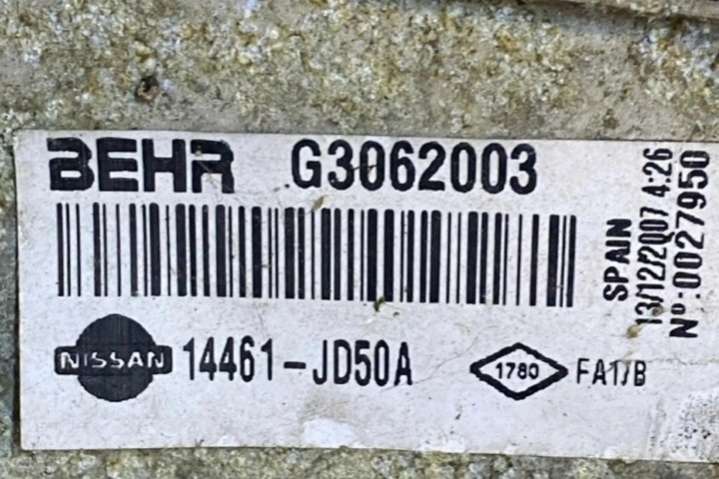 BEHR G3062003
NISSAN 14461-JD50A 1780 FA1/B
SPAIN
13/12/2007 4:26
Nº:0027950